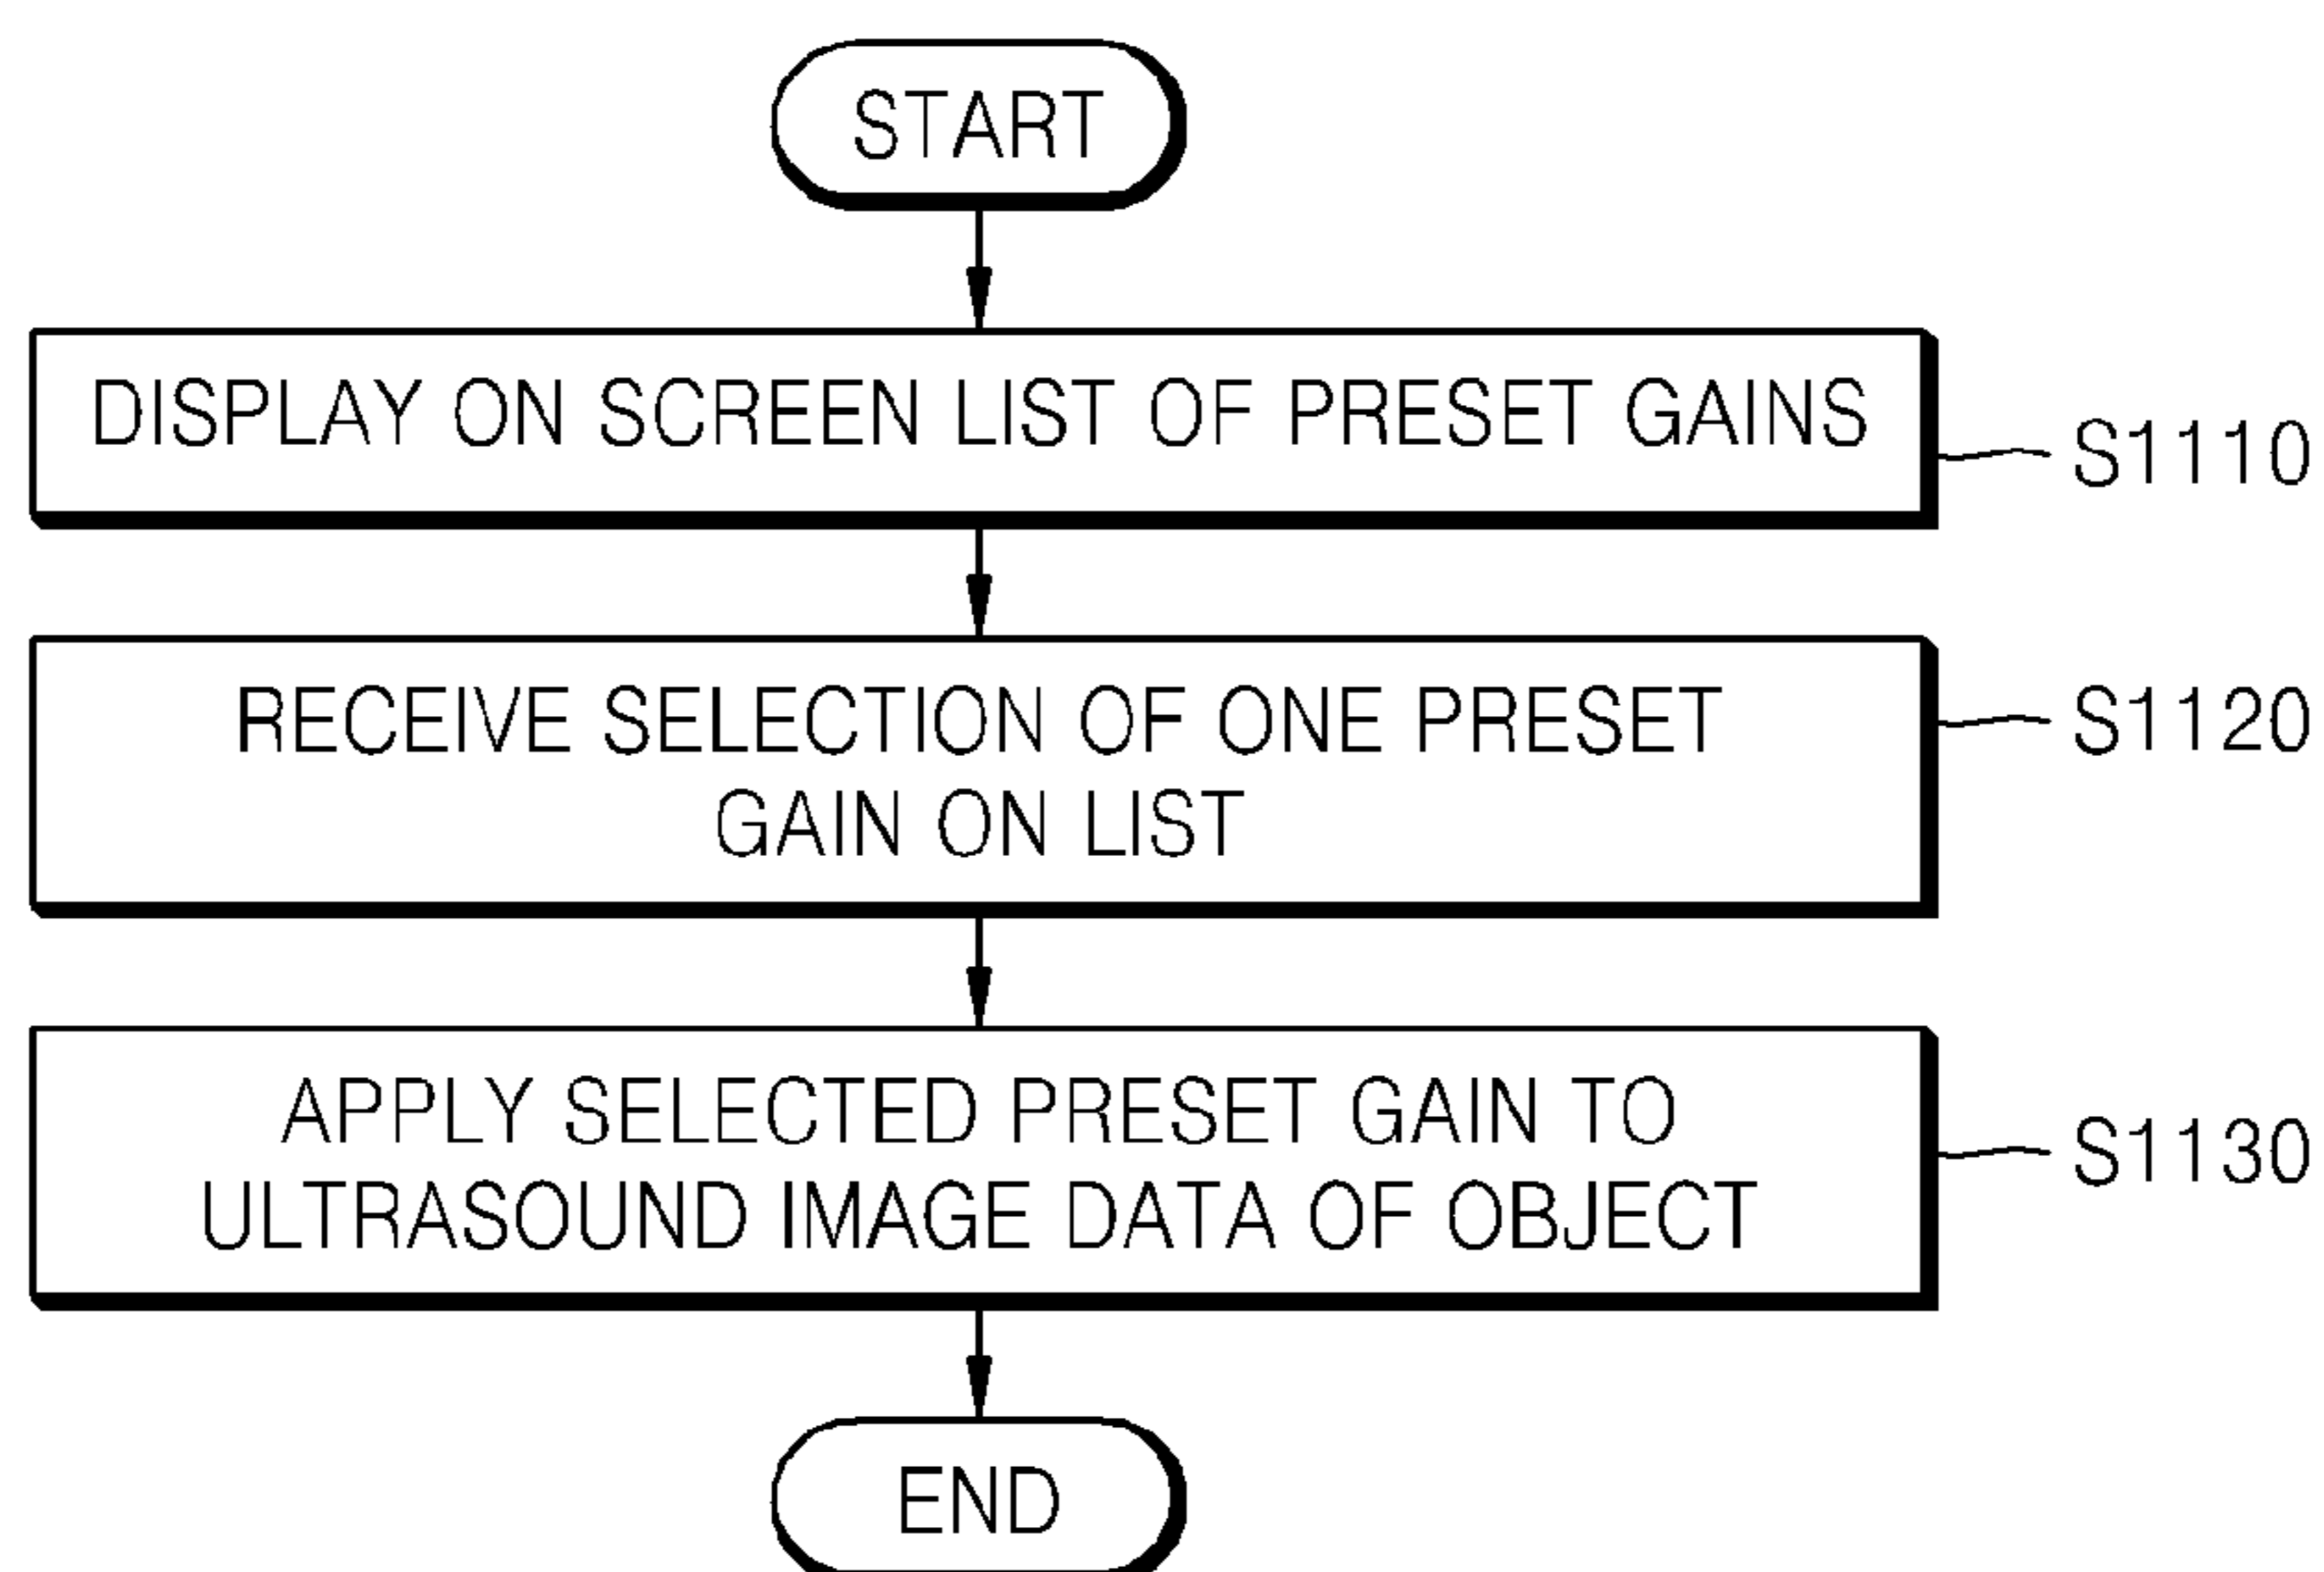 START
DISPLAY ON SCREEN LIST OF PRESET GAINS
S1110
RECEIVE SELECTION OF ONE PRESET
GAIN ON LIST
S1120
APPLY SELECTED PRESET GAIN TO
ULTRASOUND IMAGE DATA OF OBJECT
S1130
END